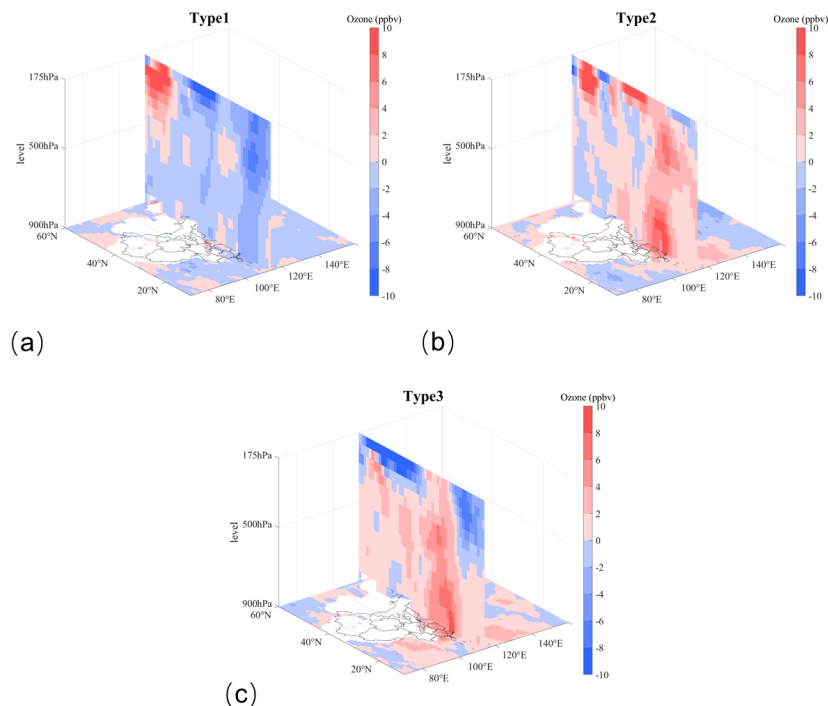 Type1
Ozone (ppbv)
10
8
6
4
2
0
-2
-4
-6
-8
-10
175hPa
500hPa
900hPa
level
60°N
40°N
20°N
80°E
100°E
120°E
140°E
(a)
Type2
Ozone (ppbv)
10
8
6
4
2
0
-2
-4
-6
-8
-10
175hPa
500hPa
900hPa
level
60°N
40°N
20°N
80°E
100°E
120°E
140°E
(b)
Type3
Ozone (ppbv)
10
8
6
4
2
0
-2
-4
-6
-8
-10
175hPa
500hPa
900hPa
level
60°N
40°N
20°N
80°E
100°E
120°E
140°E
(c)